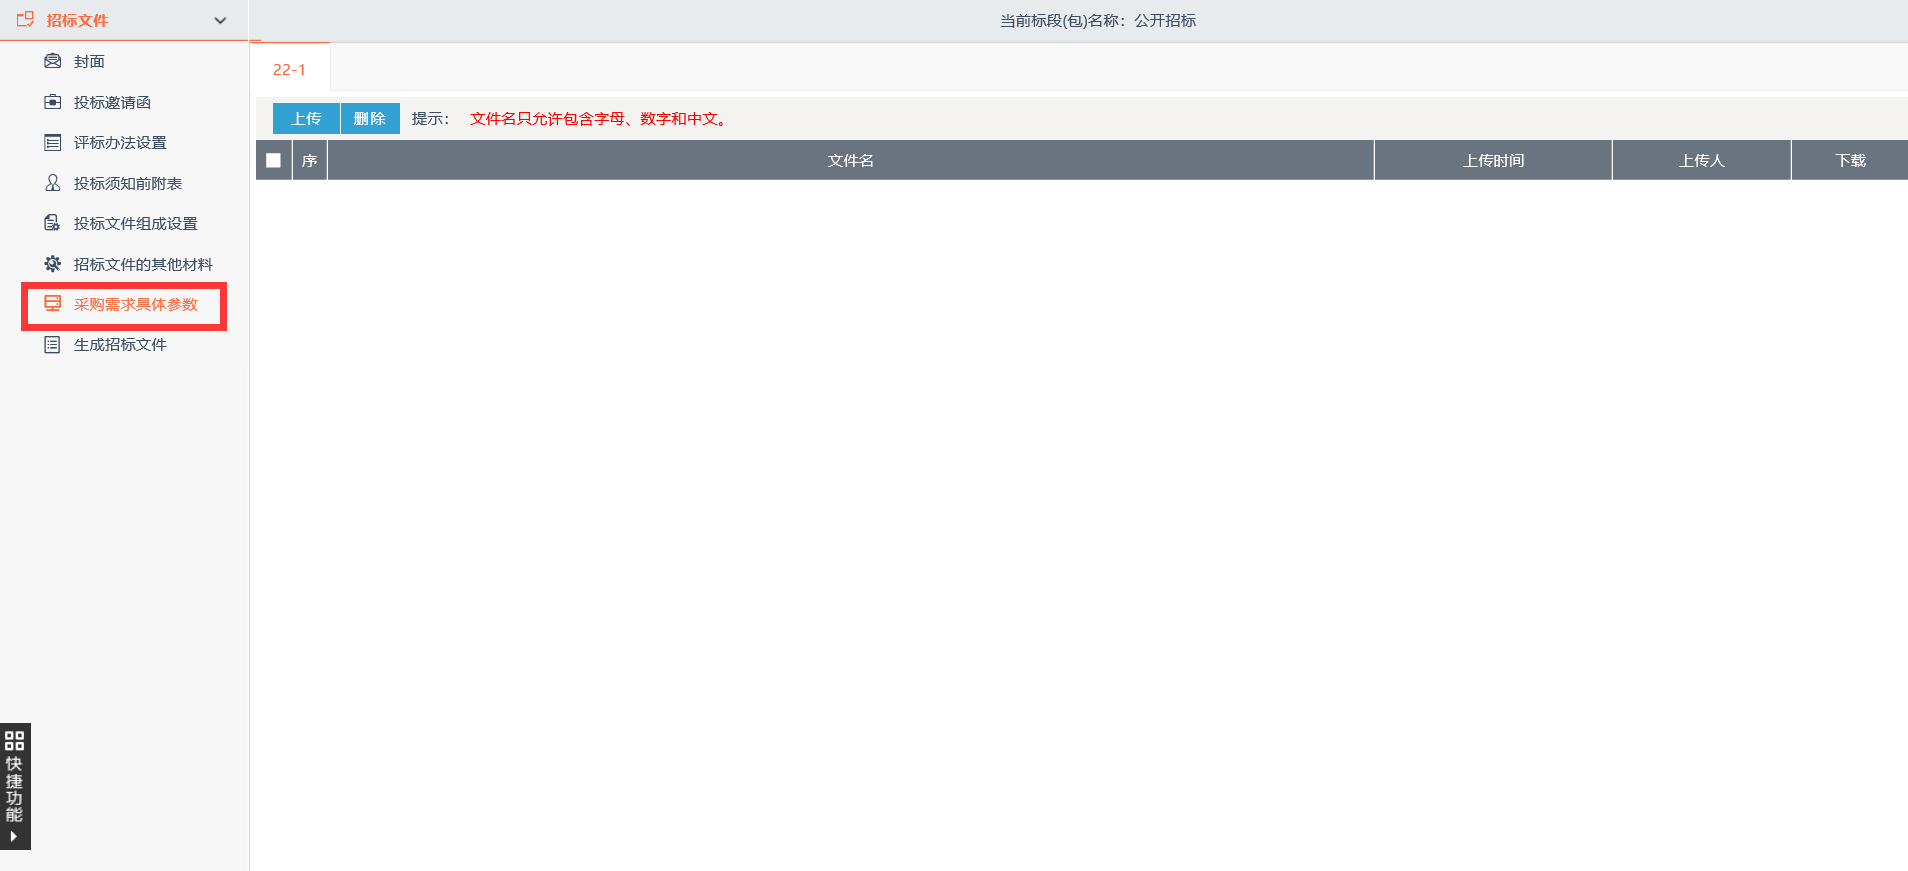 招标文件
当前标段(包)名称：公开招标
封面
投标邀请函
评标办法设置
投标须知前附表
投标文件组成设置
招标文件的其他材料
采购需求具体参数
生成招标文件
22-1
上传 删除 提示： 文件名只允许包含字母、数字和中文。
序 文件名 上传时间 上传人 下载
快捷功能